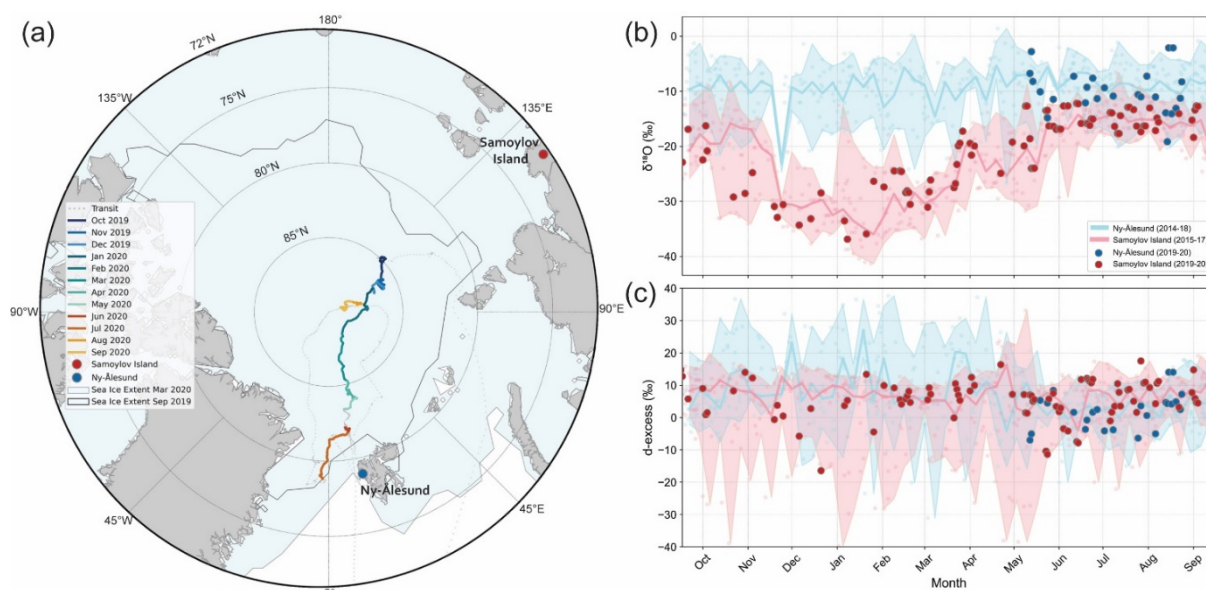 (a)
180°
72°N
75°N
80°N
85°N
135°W
135°E
90°W
90°E
45°W
45°E
Samoylov
Island
Ny-Ålesund
Transit
Oct 2019
Nov 2019
Dec 2019
Jan 2020
Feb 2020
Mar 2020
Apr 2020
May 2020
Jun 2020
Jul 2020
Aug 2020
Sep 2020
Samoylov Island
Ny-Ålesund
Sea Ice Extent Mar 2020
Sea Ice Extent Sep 2019
(b)
δ¹⁸O (‰)
0
−10
−20
−30
−40
Ny-Ålesund (2014-18)
Samoylov Island (2015-17
Ny-Ålesund (2019-20)
Samoylov Island (2019-20
(c)
d-excess (‰)
40
30
20
10
0
−10
−20
−30
−40
Oct
Nov
Dec
Jan
Feb
Mar
Apr
May
Jun
Jul
Aug
Sep
Month